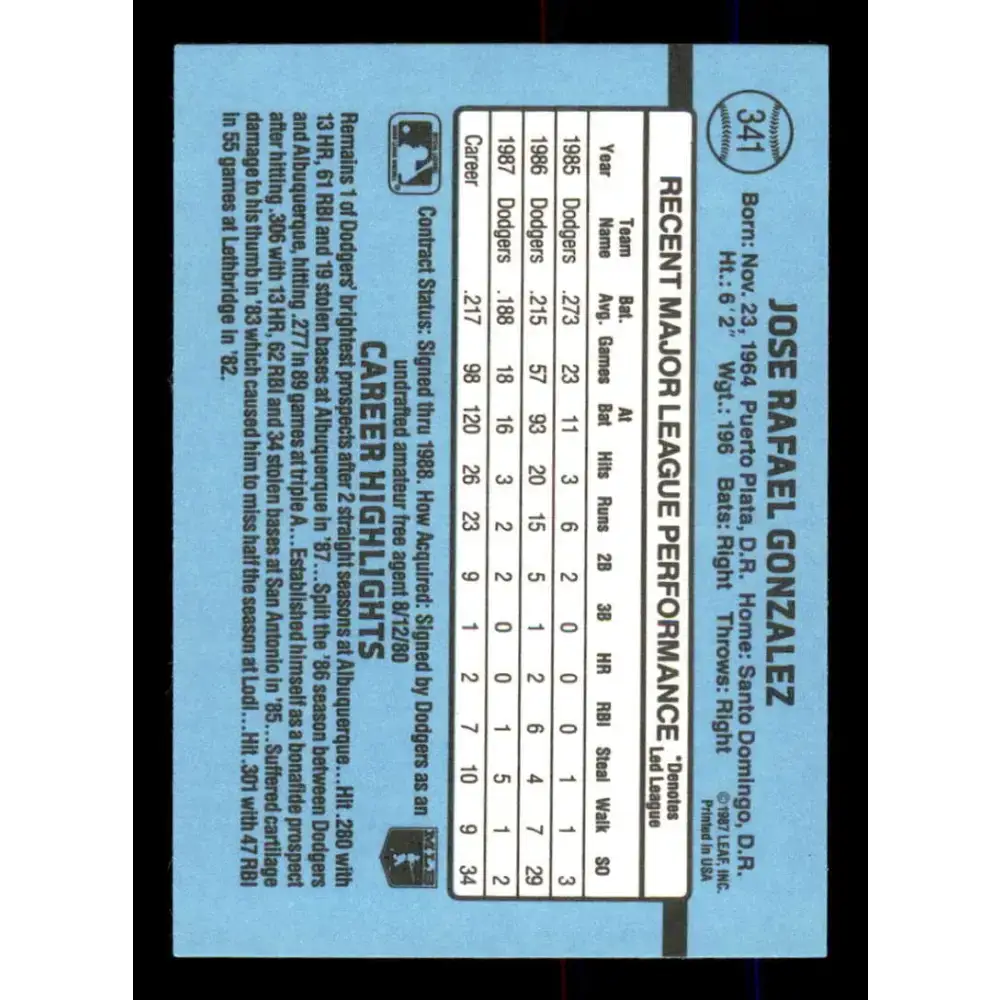 341
JOSE RAFAEL GONZALEZ
Born: Nov. 23, 1964 Puerto Plata, D.R. Home: Santo Domingo, D.R.
Ht.: 6'2" Wgt.: 196 Bats: Right Throws: Right
© 1987 LEAF, INC.
Printed in USA
RECENT MAJOR LEAGUE PERFORMANCE
*Denotes
Led League
Year Team Name Bat. Avg. Games At Bat Hits Runs 2B 3B HR RBI Steal Walk SO
1985 Dodgers .273 23 11 3 6 2 0 0 0 1 1 3
1986 Dodgers .215 57 93 20 15 5 1 2 6 4 7 29
1987 Dodgers .188 18 16 3 2 2 0 0 1 5 1 2
Career .217 98 120 26 23 9 1 2 7 10 9 34
Contract Status: Signed thru 1988. How Acquired: Signed by Dodgers as an
undrafted amateur free agent 8/12/80
MLB
CAREER HIGHLIGHTS
Remains 1 of Dodgers' brightest prospects after 2 straight seasons at Albuquerque...Hit .280 with
13 HR, 61 RBI and 19 stolen bases at Albuquerque in '87...Split the '86 season between Dodgers
and Albuquerque, hitting .277 in 89 games at triple A...Established himself as a bonafide prospect
after hitting .306 with 13 HR, 62 RBI and 34 stolen bases at San Antonio in '85...Suffered cartilage
damage to his thumb in '83 which caused him to miss half the season at Lodi...Hit .301 with 47 RBI
in 55 games at Lethbridge in '82.